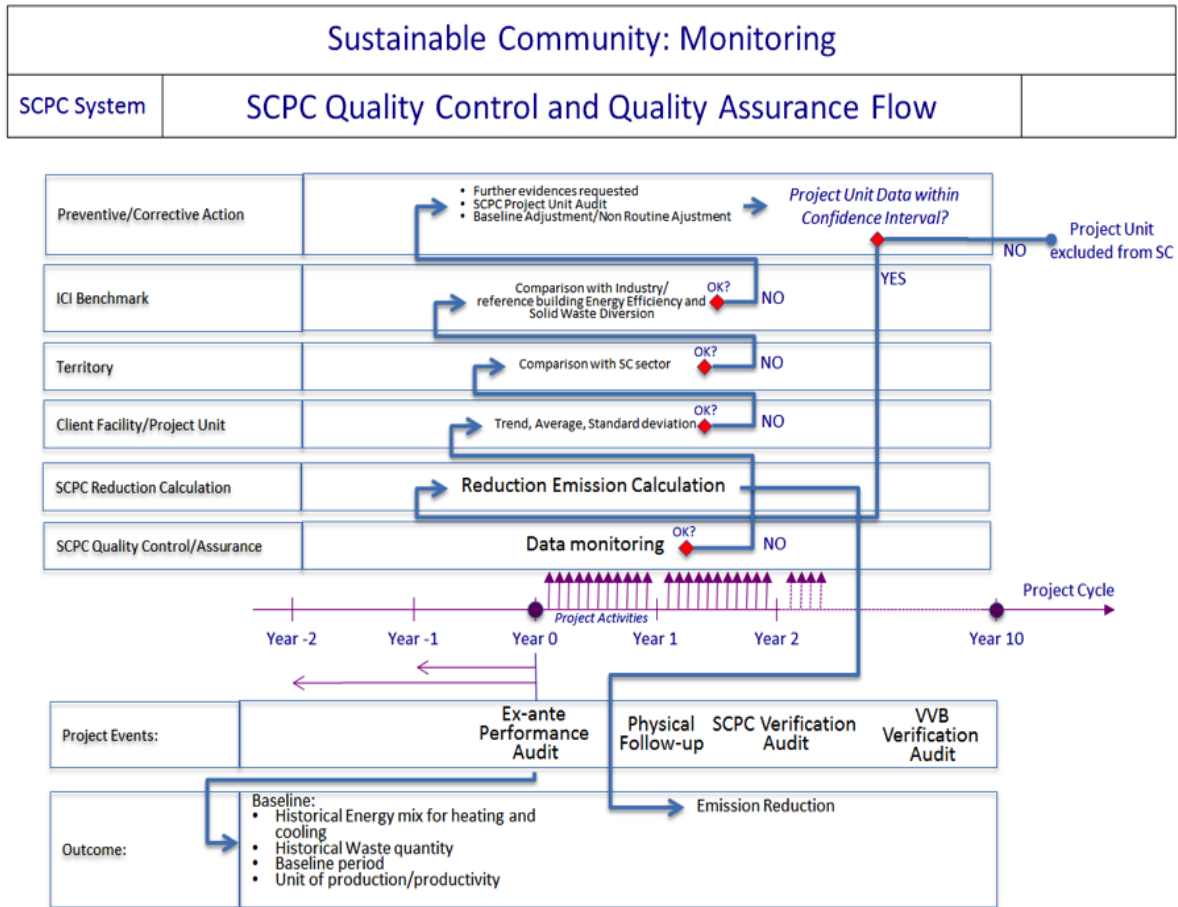 Sustainable Community: Monitoring
SCPC System
SCPC Quality Control and Quality Assurance Flow
Preventive/Corrective Action
• Further evidences requested
• SCPC Project Unit Audit
• Baseline Adjustment/Non Routine Ajustment
Project Unit Data within
Confidence Interval?
NO
Project Unit
excluded from SC
YES
ICI Benchmark
Comparison with Industry/
reference building Energy Efficiency and
Solid Waste Diversion
OK?
NO
Territory
Comparison with SC sector
OK?
NO
Client Facility/Project Unit
Trend, Average, Standard deviation
OK?
NO
SCPC Reduction Calculation
Reduction Emission Calculation
SCPC Quality Control/Assurance
Data monitoring
OK?
NO
Project Cycle
Project Activities
Year -2
Year -1
Year 0
Year 1
Year 2
Year 10
Project Events:
Ex-ante
Performance
Audit
Physical
Follow-up
SCPC Verification
Audit
VVB
Verification
Audit
Outcome:
Baseline:
• Historical Energy mix for heating and
cooling
• Historical Waste quantity
• Baseline period
• Unit of production/productivity
Emission Reduction